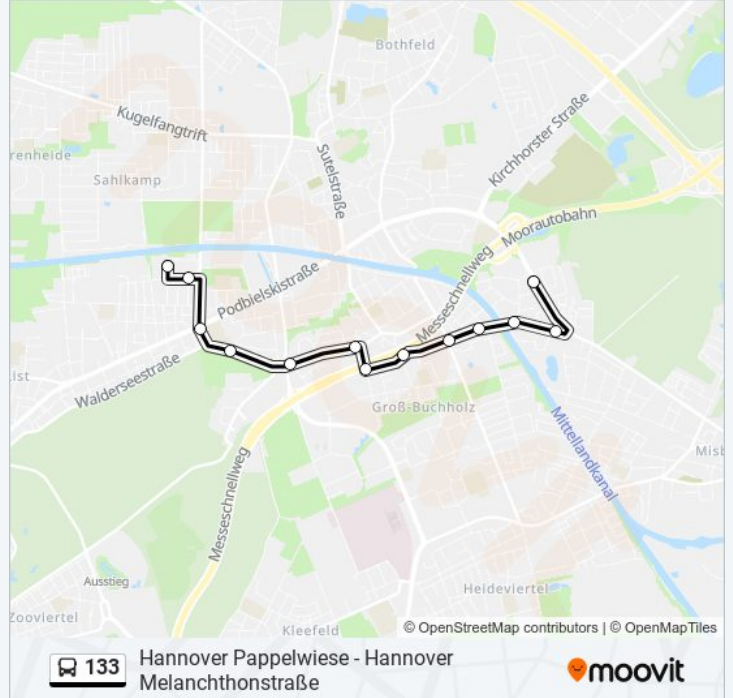 Bothfeld
Kugelfangtrift
renheide
Sahlkamp
Sutelstraße
Kirchhorster Straße
Moorautobahn
Messeschnellweg
Podbielskistraße
Walderseestraße
List
Groß-Buchholz
Mittellandkanal
Misb
Messeschnellweg
Ausstieg
Zooviertel
Heideviertel
Kleefeld
© OpenStreetMap contributors | © OpenMapTiles
133 Hannover Pappelwiese - Hannover
Melanchthonstraße
moovit